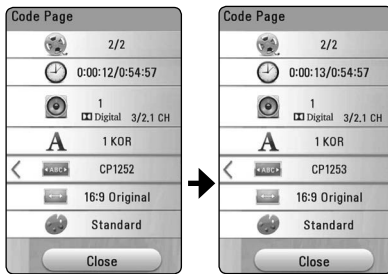 Code Page
2/2
0:00:12/0:54:57
1
Digital 3/2.1 CH
A 1 KOR
ABC CP1252
16:9 Original
Standard
Close
Code Page
2/2
0:00:13/0:54:57
1
Digital 3/2.1 CH
A 1 KOR
ABC CP1253
16:9 Original
Standard
Close